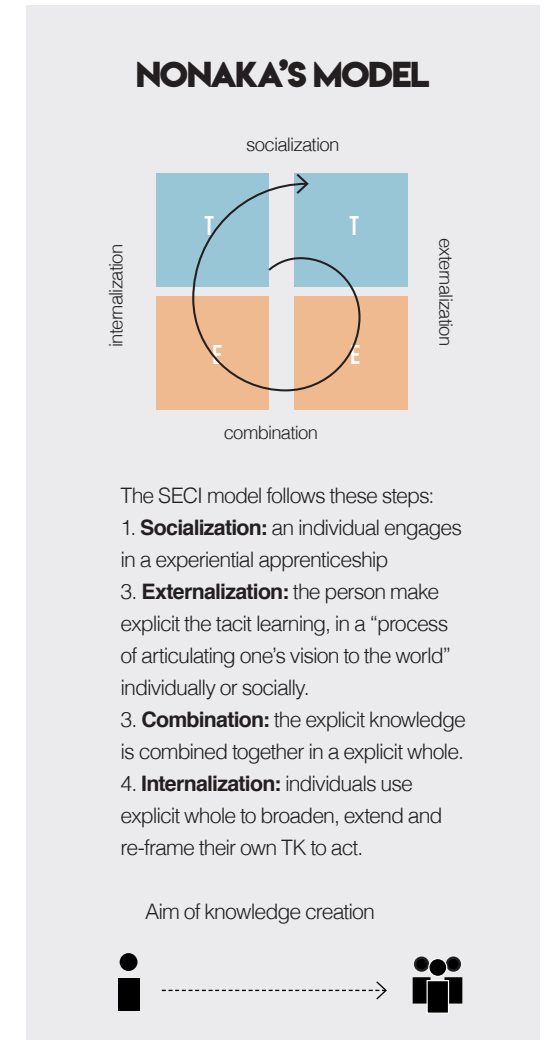 NONAKA'S MODEL
socialization
T
T
internalization
externalization
E
E
combination
The SECI model follows these steps:
1. Socialization: an individual engages
in a experiential apprenticeship
3. Externalization: the person make
explicit the tacit learning, in a “process
of articulating one's vision to the world”
individually or socially.
3. Combination: the explicit knowledge
is combined together in a explicit whole.
4. Internalization: individuals use
explicit whole to broaden, extend and
re-frame their own TK to act.
Aim of knowledge creation